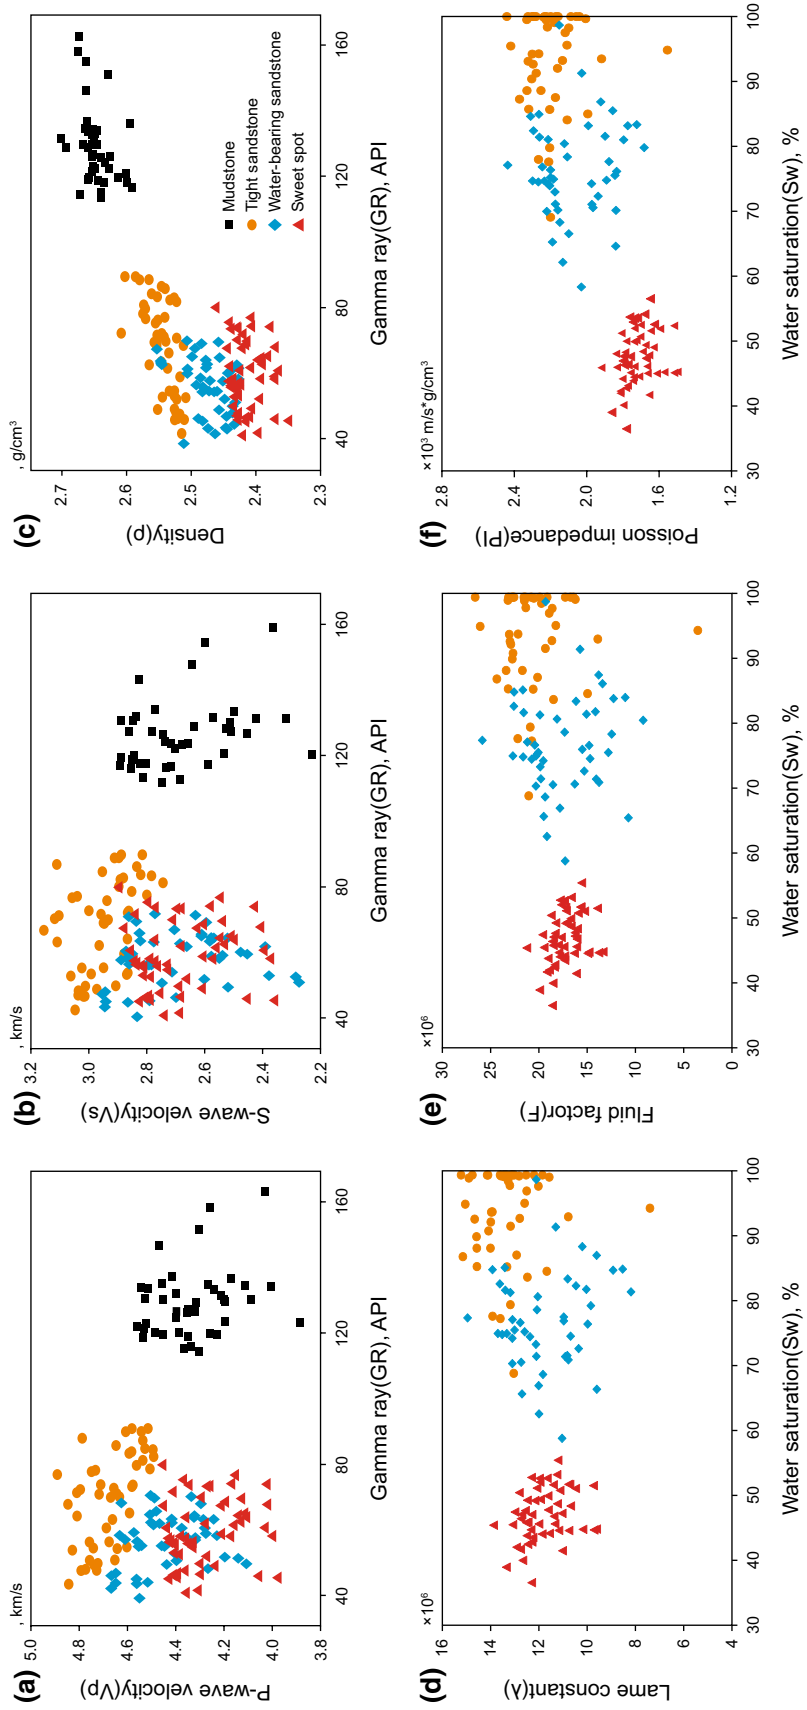 (a)
, km/s
5.0
4.8
4.6
4.4
4.2
4.0
3.8
P-wave velocity(Vp)
40
80
120
160
Gamma ray(GR), API
(b)
, km/s
3.2
3.0
2.8
2.6
2.4
2.2
S-wave velocity(Vs)
40
80
120
160
Gamma ray(GR), API
(c)
, g/cm³
2.7
2.6
2.5
2.4
2.3
Density(ρ)
40
80
120
160
Gamma ray(GR), API
Mudstone
Tight sandstone
Water-bearing sandstone
Sweet spot
(d)
×10⁶
16
14
12
10
8
6
4
Lame constant(λ)
30
40
50
60
70
80
90
100
Water saturation(Sw), %
(e)
×10⁶
30
25
20
15
10
5
0
Fluid factor(F)
30
40
50
60
70
80
90
100
Water saturation(Sw), %
(f)
×10³ m/s*g/cm³
2.8
2.4
2.0
1.6
1.2
Poisson impedance(PI)
30
40
50
60
70
80
90
100
Water saturation(Sw), %